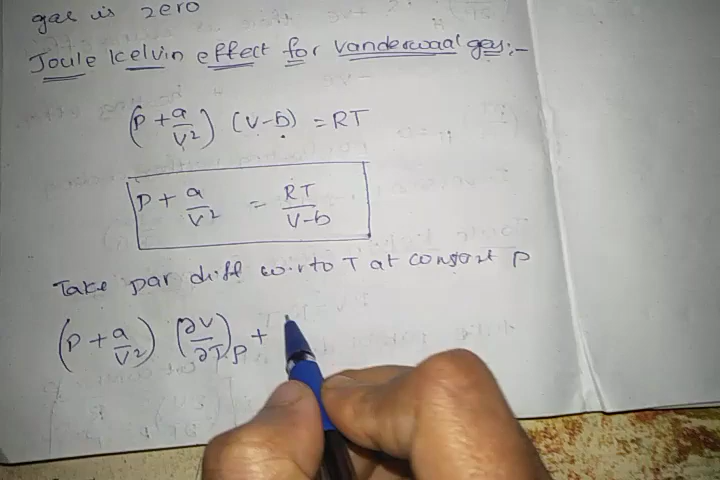 gas is zero
Joule Kelvin effect for vanderwaal gas:-
(P + a/V²) (V-b) = RT
P + a/V² = RT/V-b
Take par diff w.r.to T at constant P
(P + a/V²) (∂V/∂T)P +